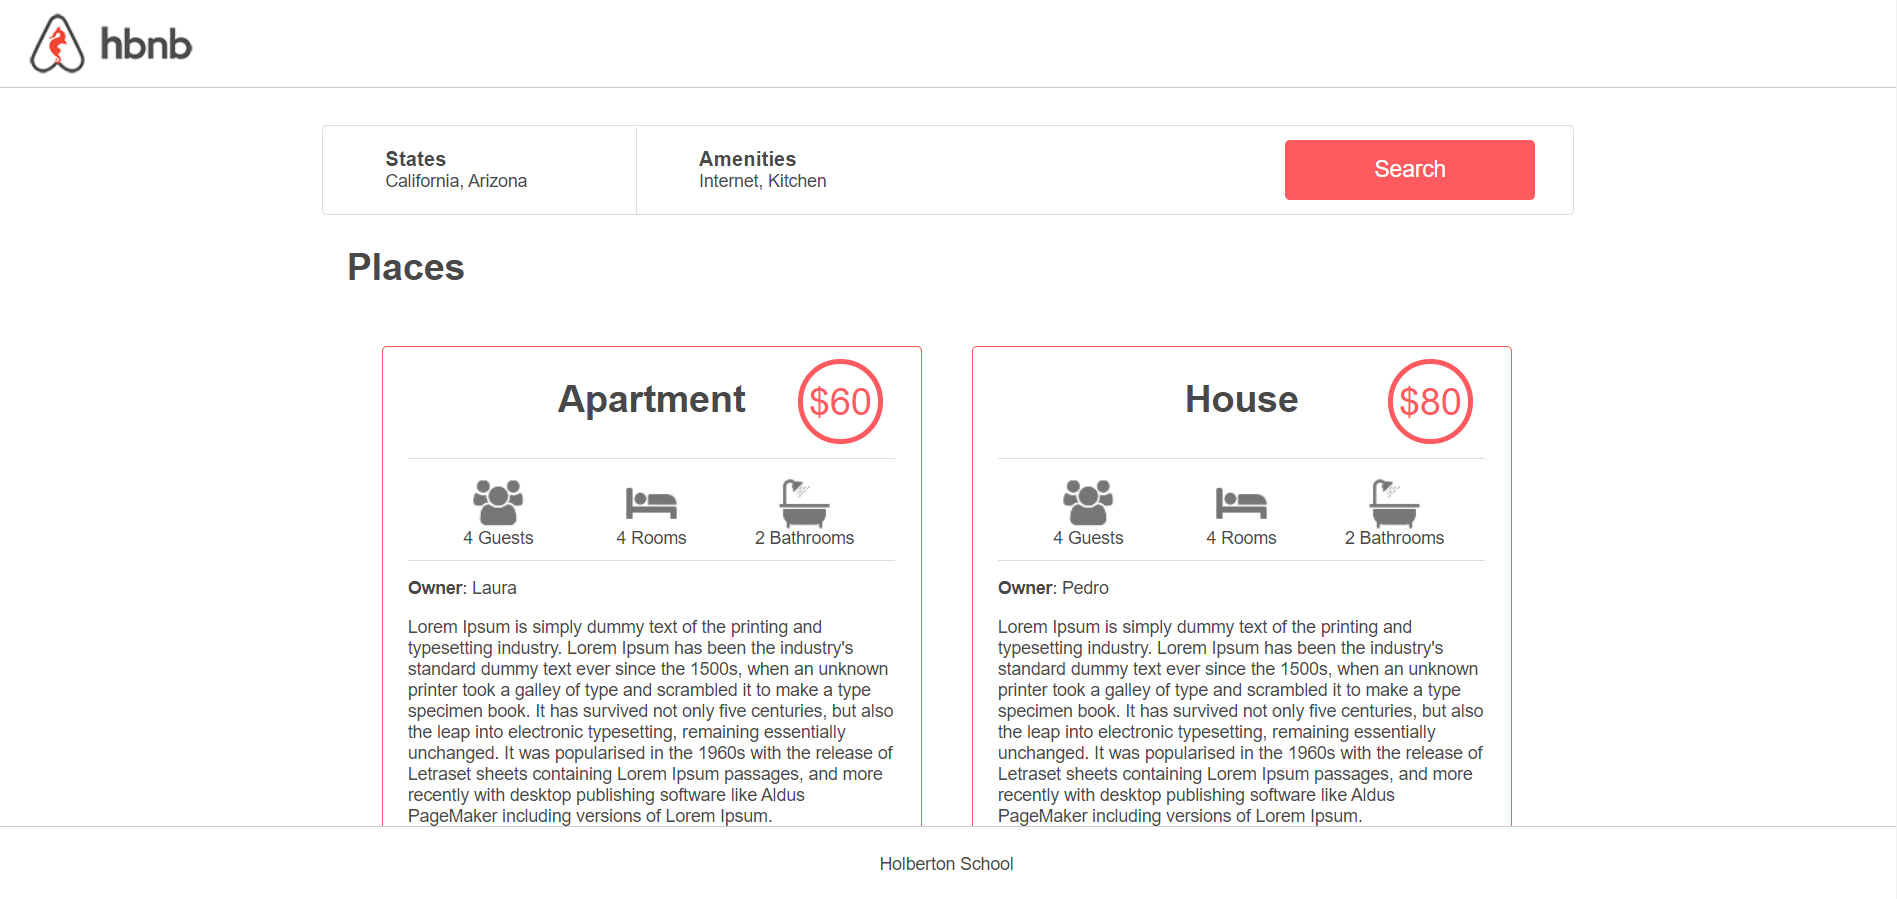 hbnb
States
California, Arizona
Amenities
Internet, Kitchen
Search
Places
Apartment
$60
4 Guests
4 Rooms
2 Bathrooms
Owner: Laura
Lorem Ipsum is simply dummy text of the printing and
typesetting industry. Lorem Ipsum has been the industry's
standard dummy text ever since the 1500s, when an unknown
printer took a galley of type and scrambled it to make a type
specimen book. It has survived not only five centuries, but also
the leap into electronic typesetting, remaining essentially
unchanged. It was popularised in the 1960s with the release of
Letraset sheets containing Lorem Ipsum passages, and more
recently with desktop publishing software like Aldus
PageMaker including versions of Lorem Ipsum.
House
$80
4 Guests
4 Rooms
2 Bathrooms
Owner: Pedro
Lorem Ipsum is simply dummy text of the printing and
typesetting industry. Lorem Ipsum has been the industry's
standard dummy text ever since the 1500s, when an unknown
printer took a galley of type and scrambled it to make a type
specimen book. It has survived not only five centuries, but also
the leap into electronic typesetting, remaining essentially
unchanged. It was popularised in the 1960s with the release of
Letraset sheets containing Lorem Ipsum passages, and more
recently with desktop publishing software like Aldus
PageMaker including versions of Lorem Ipsum.
Holberton School